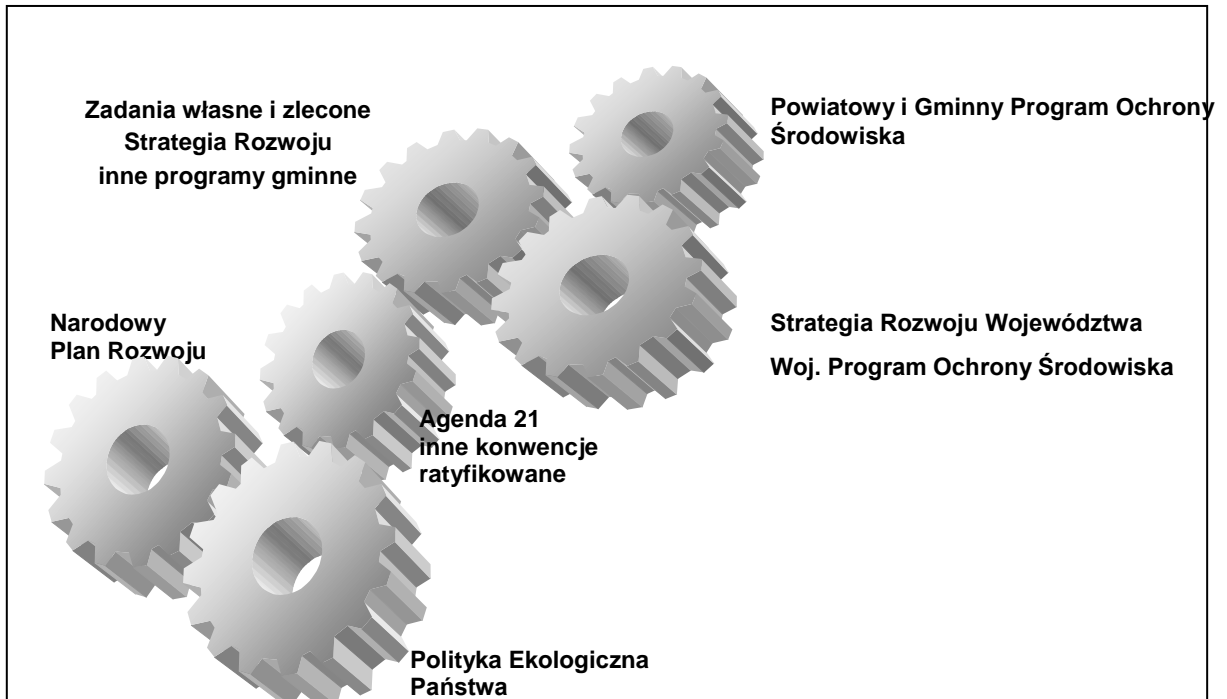 Zadania własne i zlecone
Strategia Rozwoju
inne programy gminne
Powiatowy i Gminny Program Ochrony
Środowiska
Narodowy
Plan Rozwoju
Strategia Rozwoju Województwa
Woj. Program Ochrony Środowiska
Agenda 21
inne konwencje
ratyfikowane
Polityka Ekologiczna
Państwa